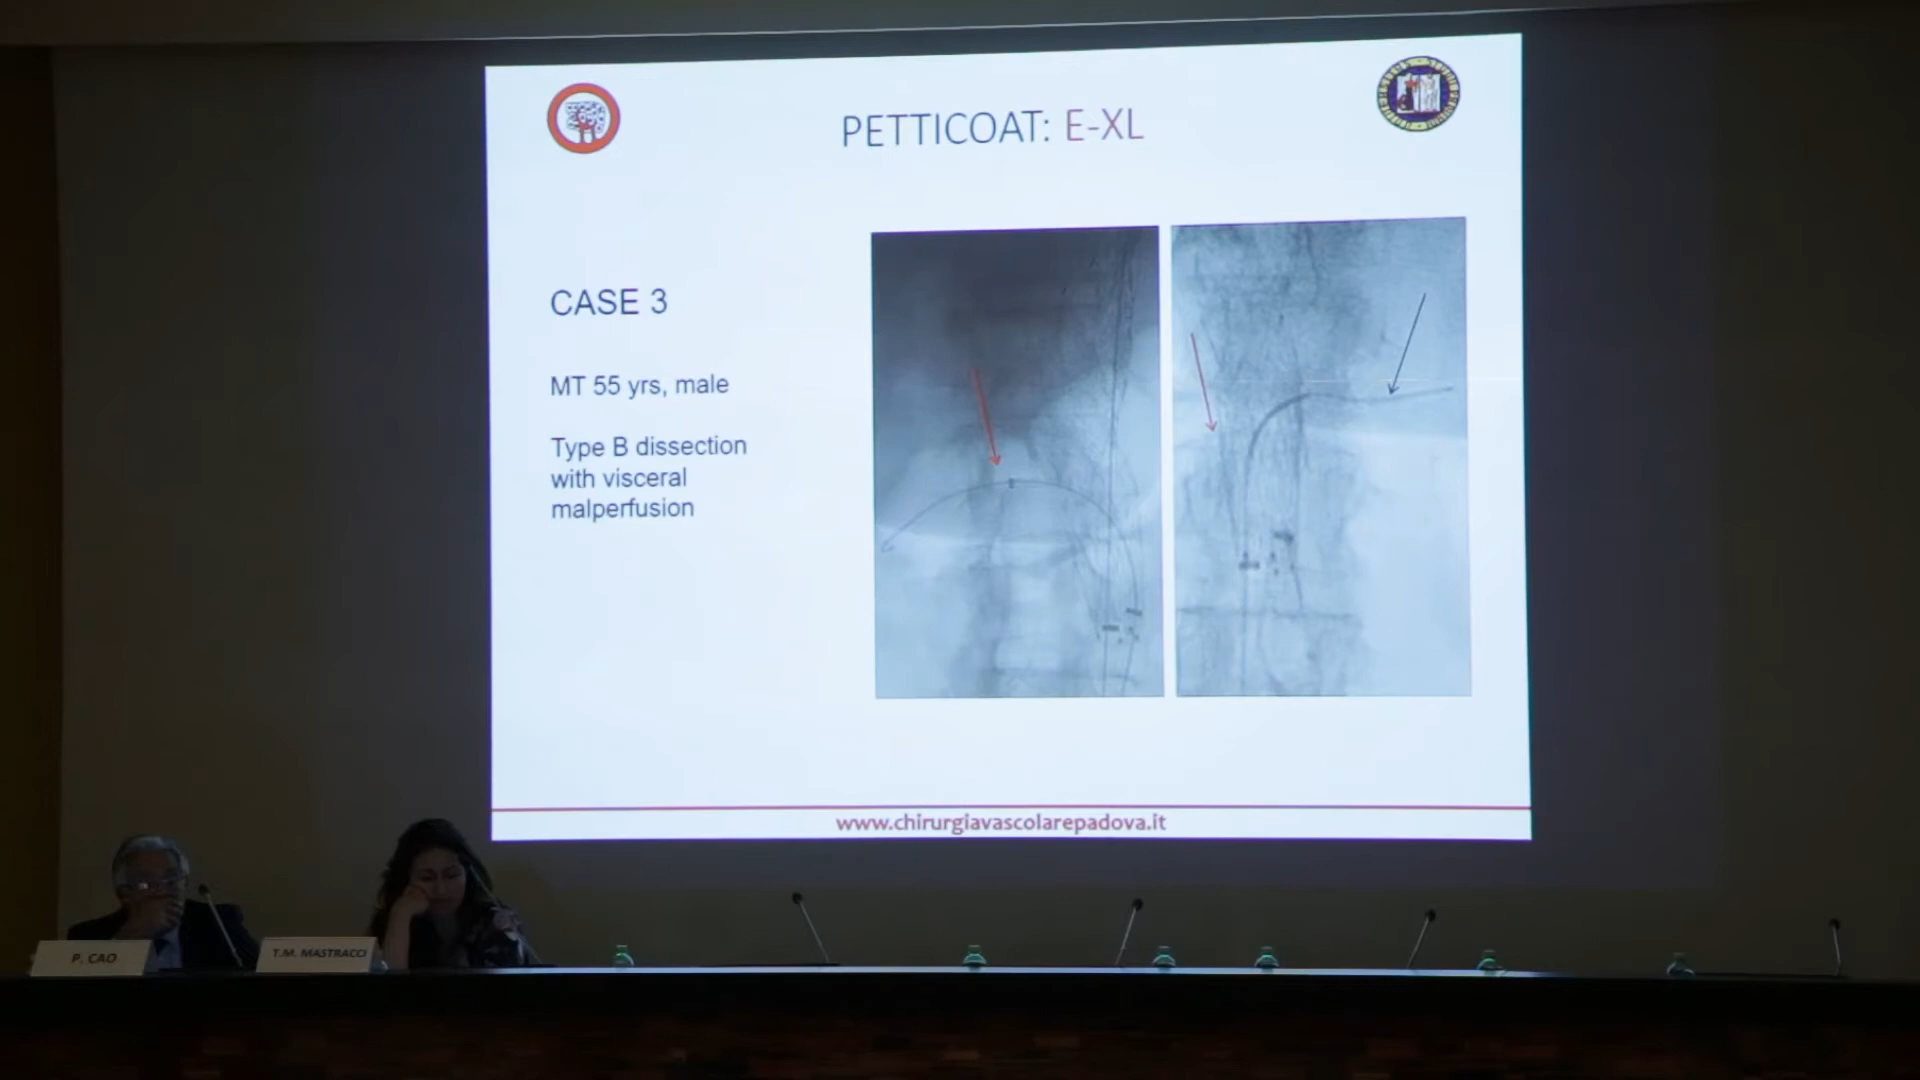 PETTICOAT: E-XL
CASE 3
MT 55 yrs, male
Type B dissection
with visceral
malperfusion
www.chirurgiavascolarepadova.it
P. CAO
T.M. MASTRACCI